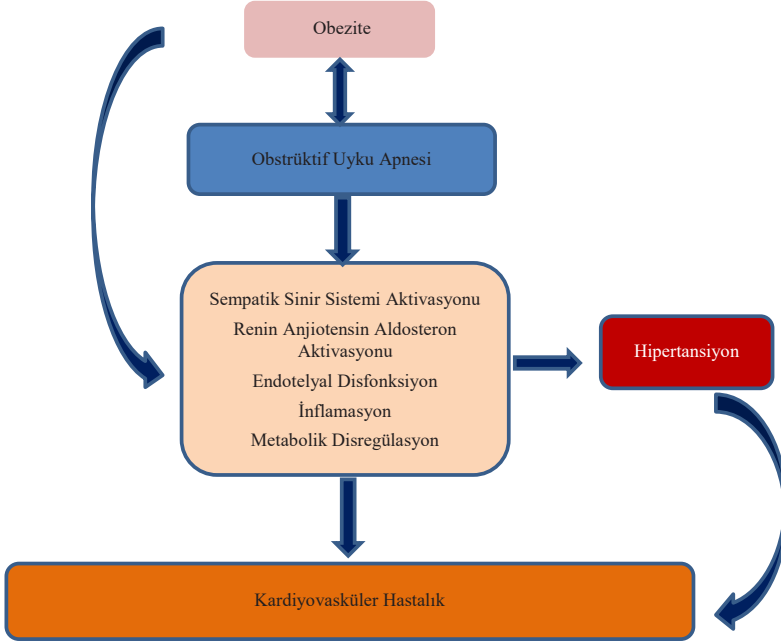 Obezite
Obstrüktif Uyku Apnesi
Sempatik Sinir Sistemi Aktivasyonu
Renin Anjiotensin Aldosteron
Aktivasyonu
Endotelyal Disfonksiyon
İnflamasyon
Metabolik Disregülasyon
Hipertansiyon
Kardiyovasküler Hastalık